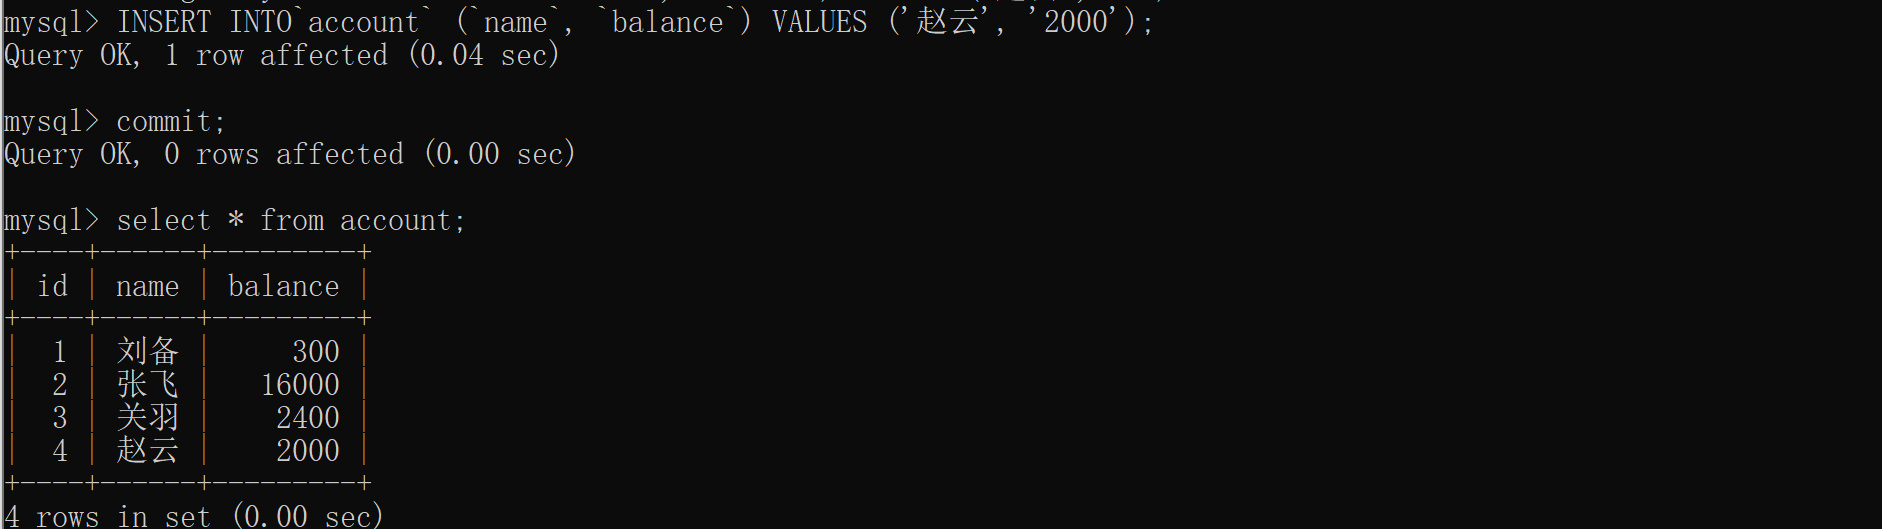 mysql> INSERT INTO`account` (`name`, `balance`) VALUES ('赵云', '2000');
Query OK, 1 row affected (0.04 sec)
mysql> commit;
Query OK, 0 rows affected (0.00 sec)
mysql> select * from account;
+----+------+---------+
| id | name | balance |
+----+------+---------+
|  1 | 刘备 |     300 |
|  2 | 张飞 |   16000 |
|  3 | 关羽 |    2400 |
|  4 | 赵云 |    2000 |
+----+------+---------+
4 rows in set (0.00 sec)